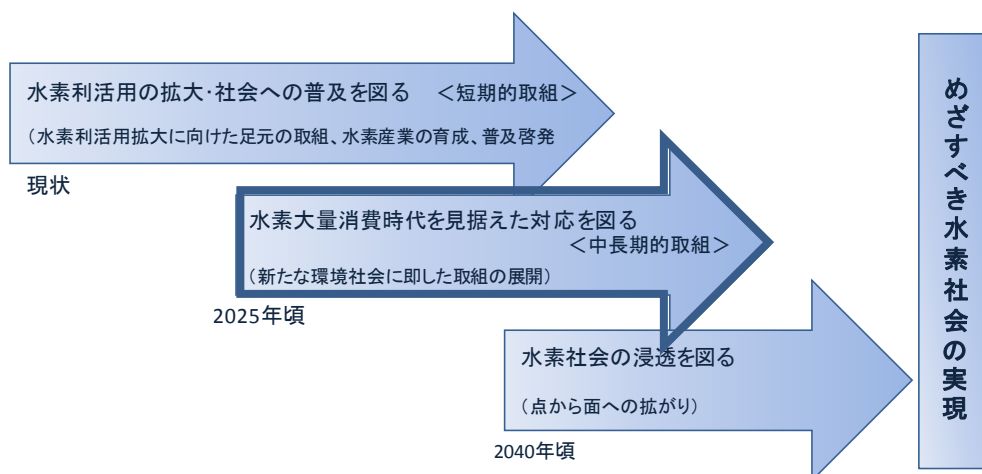 水素利活用の拡大・社会への普及を図る　＜短期的取組＞
（水素利活用拡大に向けた足元の取組、水素産業の育成、普及啓発
現状
水素大量消費時代を見据えた対応を図る
＜中長期的取組＞
（新たな環境社会に即した取組の展開）
2025年頃
水素社会の浸透を図る
（点から面への拡がり）
2040年頃
めざすべき水素社会の実現